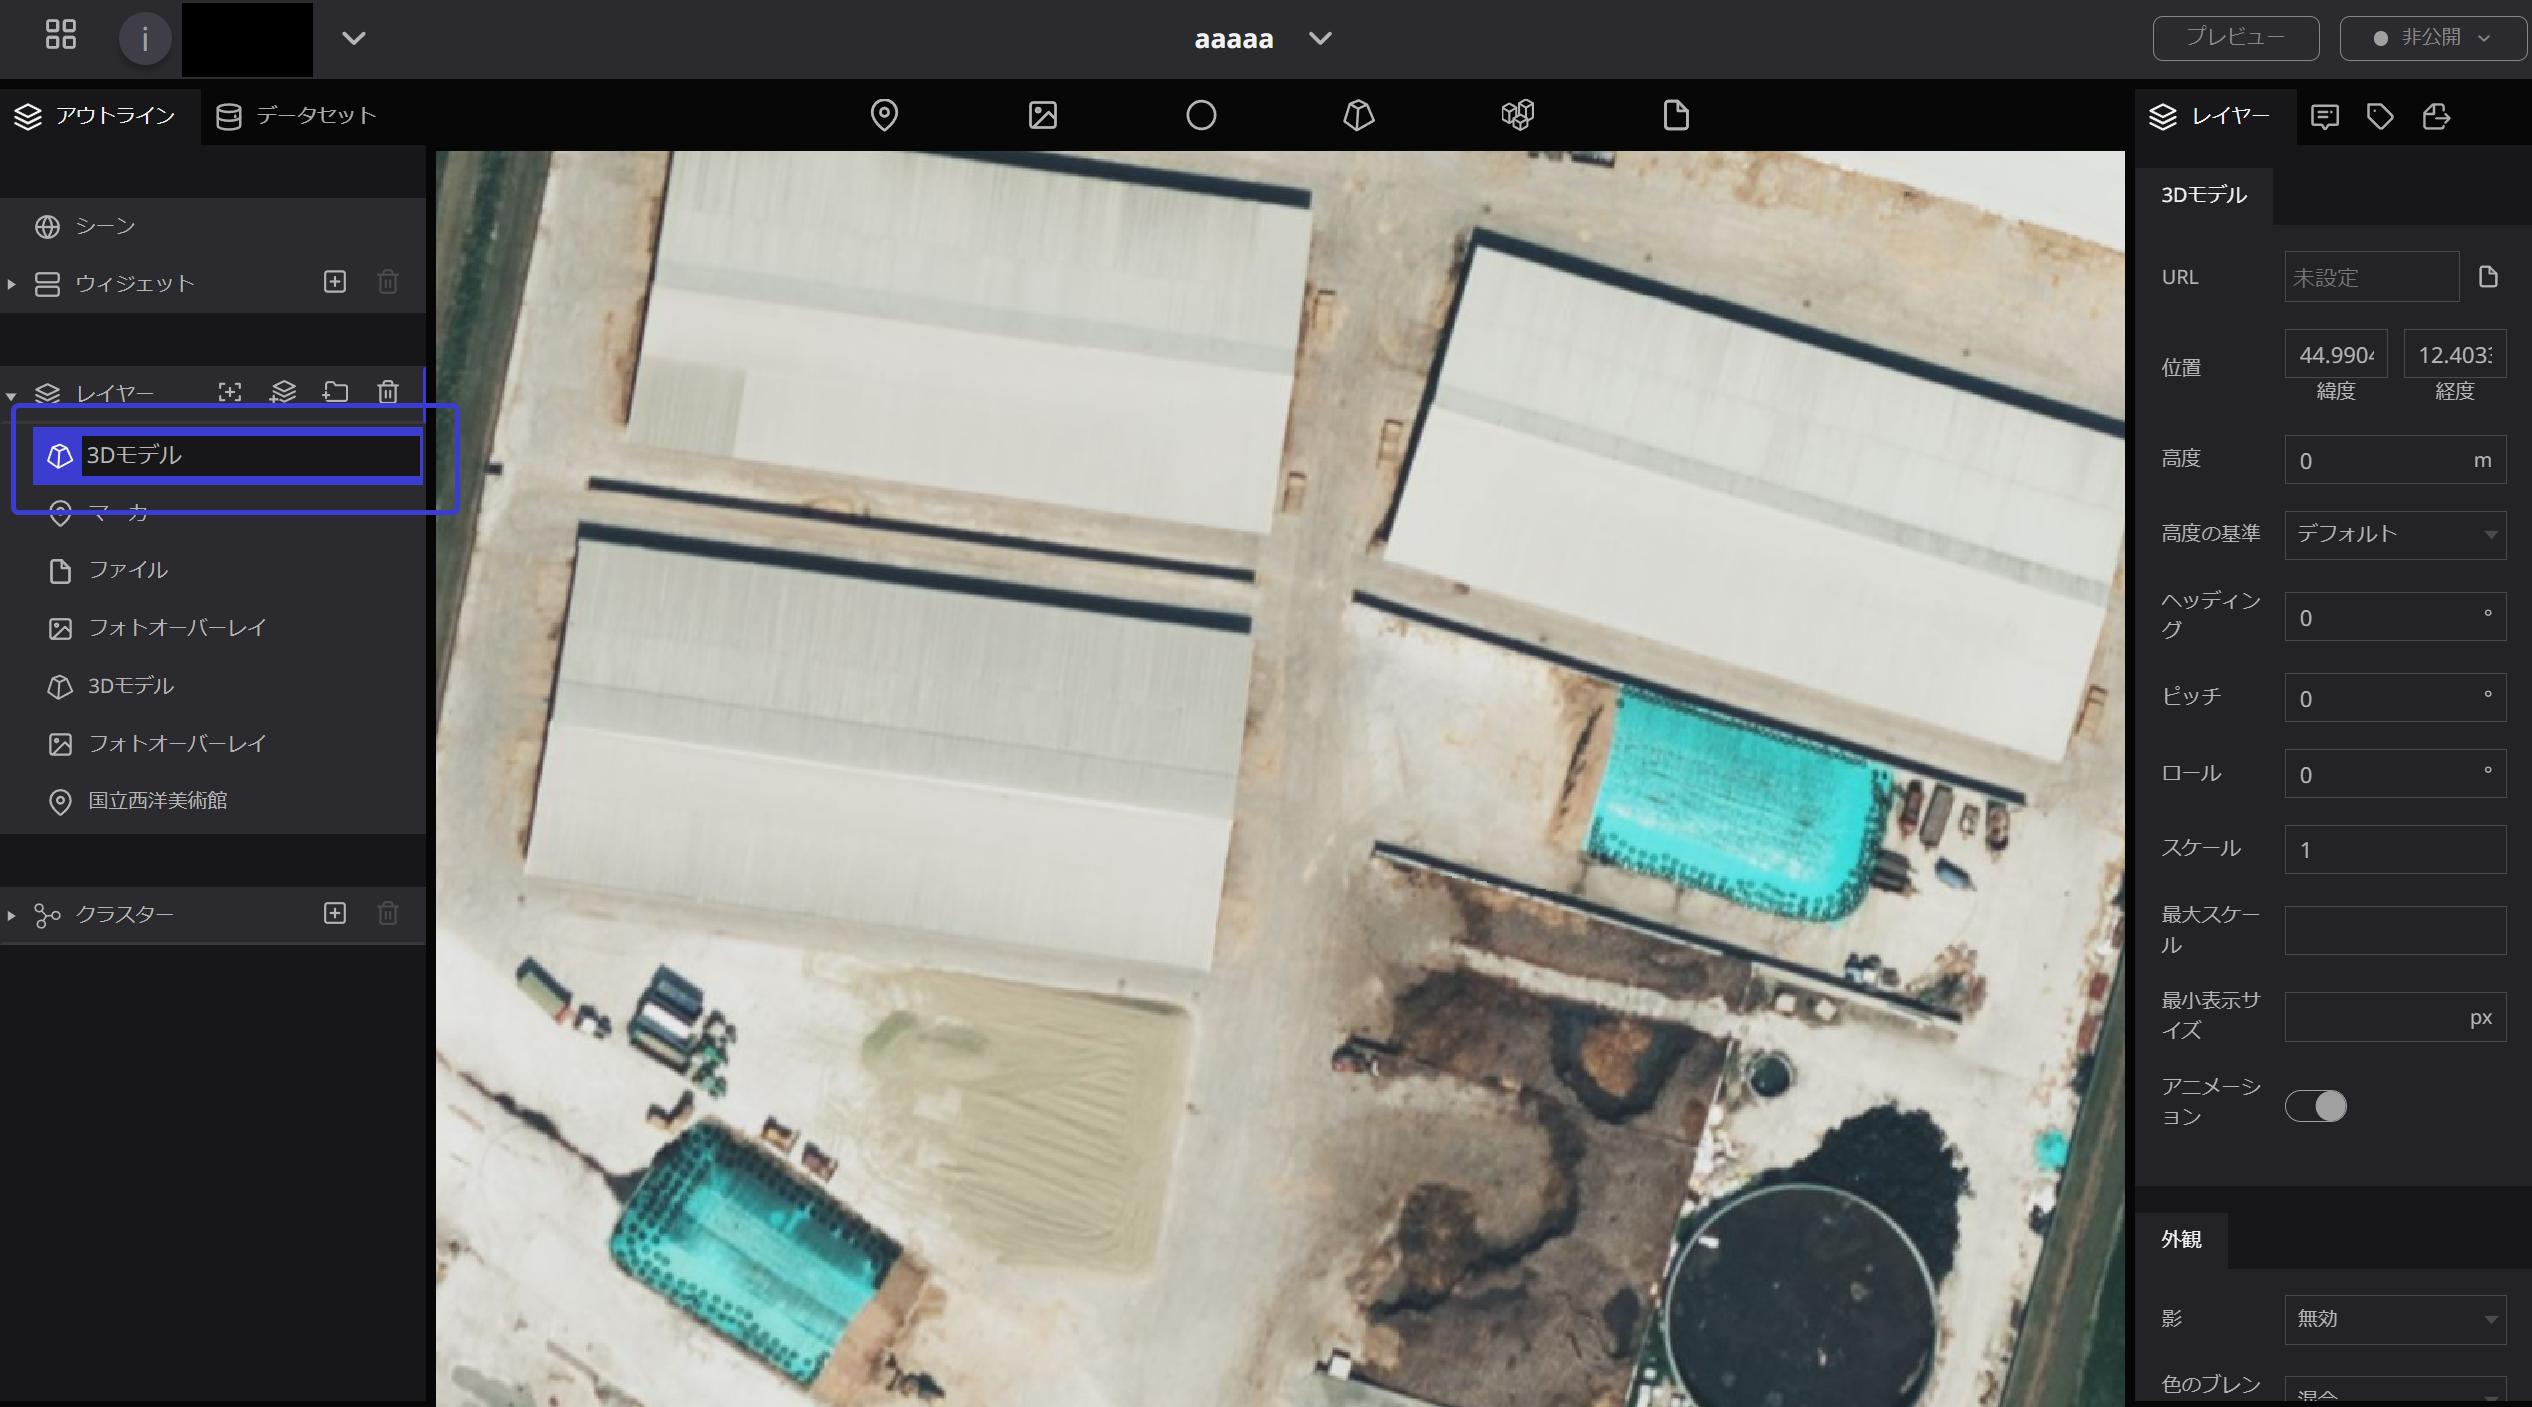 i
aaaaa
プレビュー
非公開
アウトライン
データセット
レイヤー
シーン
ウィジェット
レイヤー
3Dモデル
マーカ
ファイル
フォトオーバーレイ
3Dモデル
フォトオーバーレイ
国立西洋美術館
クラスター
3Dモデル
URL
未設定
位置
44.990
12.403
緯度
経度
高度
0
m
高度の基準
デフォルト
ヘッディン
グ
0
°
ピッチ
0
°
ロール
0
°
スケール
1
最大スケー
ル
最小表示サ
イズ
px
アニメーシ
ョン
外観
影
無効
色のブレン
混合